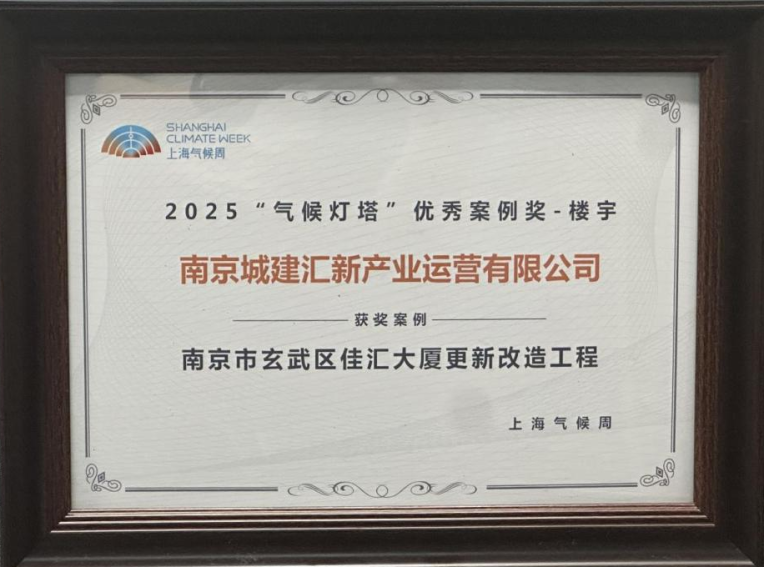 SHANGHAI
CLIMATE WEEK
上海气候周
2025“气候灯塔”优秀案例奖-楼宇
南京城建汇新产业运营有限公司
获奖案例
南京市玄武区佳汇大厦更新改造工程
上海气候周